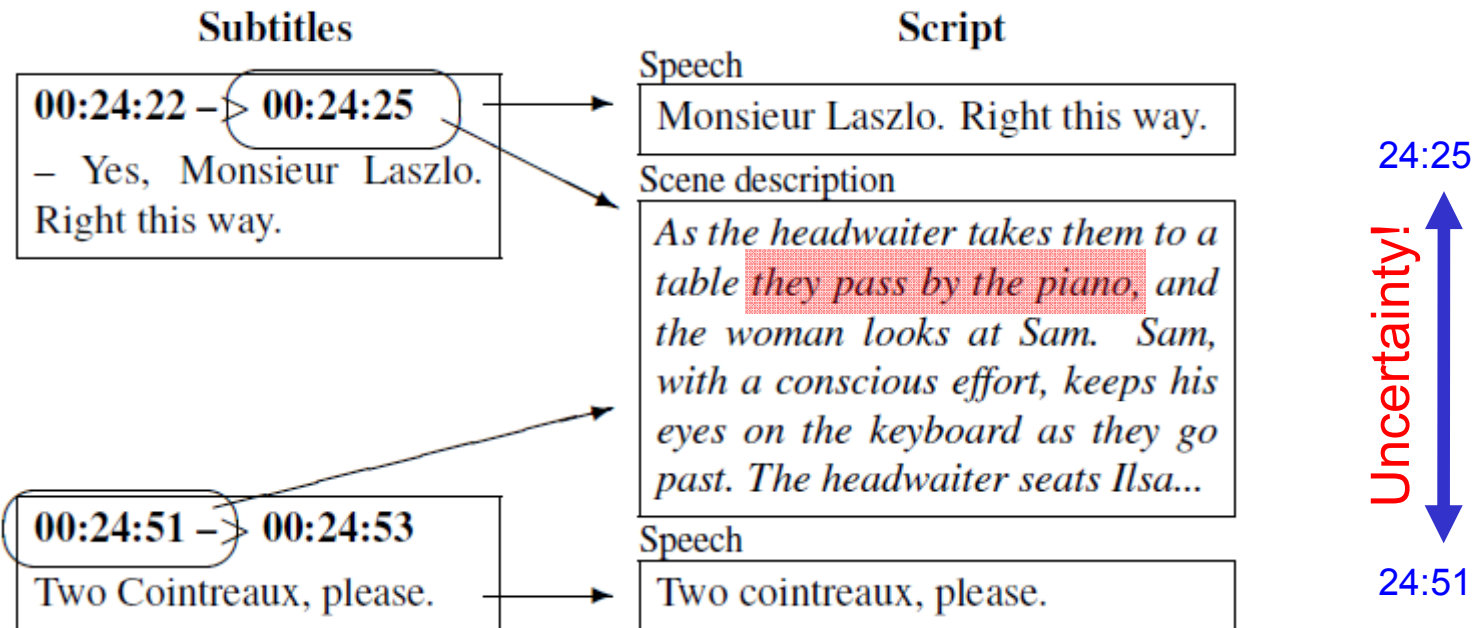 Subtitles
00:24:22 –> 00:24:25
– Yes, Monsieur Laszlo.
Right this way.
00:24:51 –> 00:24:53
Two Cointreaux, please.
Script
Speech
Monsieur Laszlo. Right this way.
Scene description
As the headwaiter takes them to a
table they pass by the piano, and
the woman looks at Sam. Sam,
with a conscious effort, keeps his
eyes on the keyboard as they go
past. The headwaiter seats Ilsa...
Speech
Two cointreaux, please.
24:25
Uncertainty!
24:51